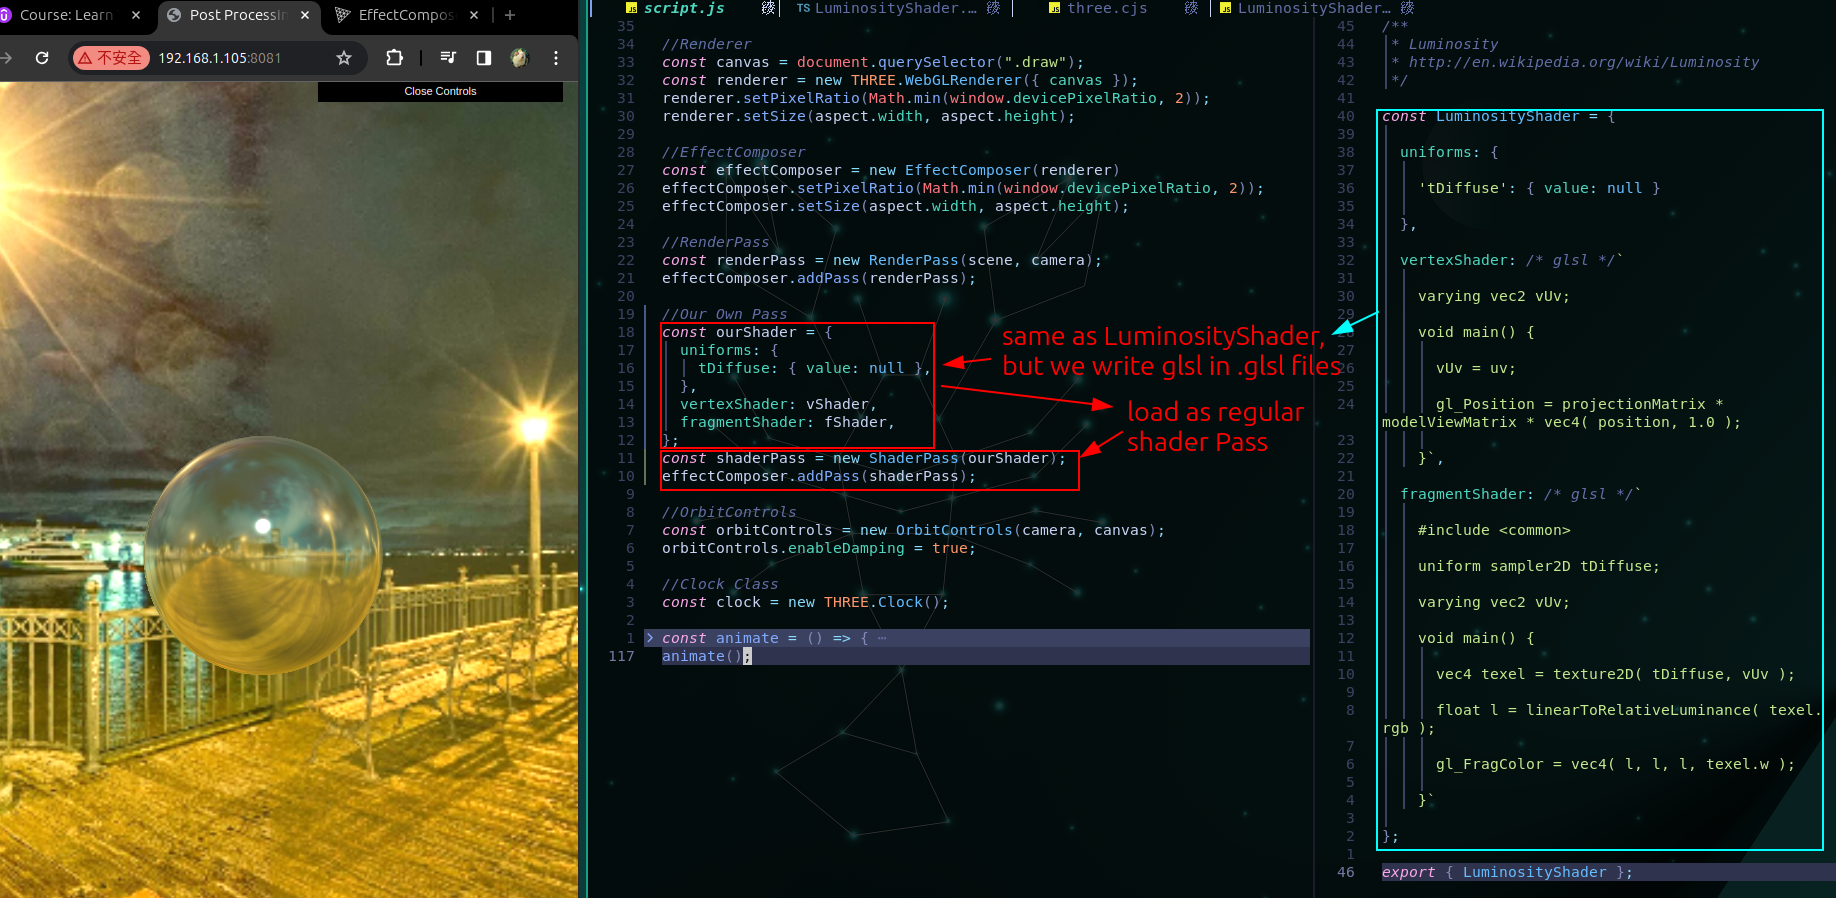 Course: Learn
Post Processin
EffectCompos
不安全
192.168.1.105:8081
Close Controls
script.js
TS LuminosityShader....
three.cjs
LuminosityShader...
35
34 //Renderer
33 const canvas = document.querySelector(".draw");
32 const renderer = new THREE.WebGLRenderer({ canvas });
31 renderer.setPixelRatio(Math.min(window.devicePixelRatio, 2));
30 renderer.setSize(aspect.width, aspect.height);
29
28 //EffectComposer
27 const effectComposer = new EffectComposer(renderer)
26 effectComposer.setPixelRatio(Math.min(window.devicePixelRatio, 2));
25 effectComposer.setSize(aspect.width, aspect.height);
24
23 //RenderPass
22 const renderPass = new RenderPass(scene, camera);
21 effectComposer.addPass(renderPass);
20
19 //Our Own Pass
18 const ourShader = {
17 uniforms: {
16 tDiffuse: { value: null },
15 },
14 vertexShader: vShader,
13 fragmentShader: fShader,
12 };
11 const shaderPass = new ShaderPass(ourShader);
10 effectComposer.addPass(shaderPass);
9
8 //OrbitControls
7 const orbitControls = new OrbitControls(camera, canvas);
6 orbitControls.enableDamping = true;
5
4 //Clock Class
3 const clock = new THREE.Clock();
2
1 const animate = () => { ⋯
117 animate();
same as LuminosityShader,
but we write glsl in .glsl files
load as regular
shader Pass
45 /**
44 * Luminosity
43 * http://en.wikipedia.org/wiki/Luminosity
42 */
41
40 const LuminosityShader = {
39
38 uniforms: {
37
36 'tDiffuse': { value: null }
35
34 },
33
32 vertexShader: /* glsl */`
31
30 varying vec2 vUv;
29
28 void main() {
27
26 vUv = uv;
25
24 gl_Position = projectionMatrix *
modelViewMatrix * vec4( position, 1.0 );
23
22 }`,
21
20 fragmentShader: /* glsl */`
19
18 #include <common>
17
16 uniform sampler2D tDiffuse;
15
14 varying vec2 vUv;
13
12 void main() {
11
10 vec4 texel = texture2D( tDiffuse, vUv );
9
8 float l = linearToRelativeLuminance( texel.
rgb );
7
6 gl_FragColor = vec4( l, l, l, texel.w );
5
4 }`
3
2 };
1
46 export { LuminosityShader };